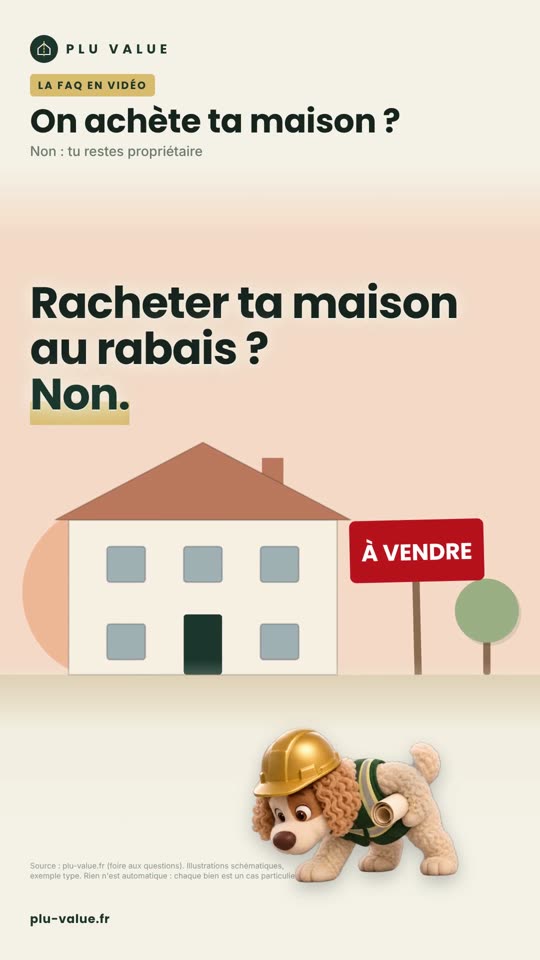 PLU VALUE
LA FAQ EN VIDÉO
On achète ta maison ?
Non : tu restes propriétaire
Racheter ta maison
au rabais ?
Non.
À VENDRE
Source : plu-value.fr (foire aux questions). Illustrations schématiques,
exemple type. Rien n'est automatique : chaque bien est un cas particulie
plu-value.fr